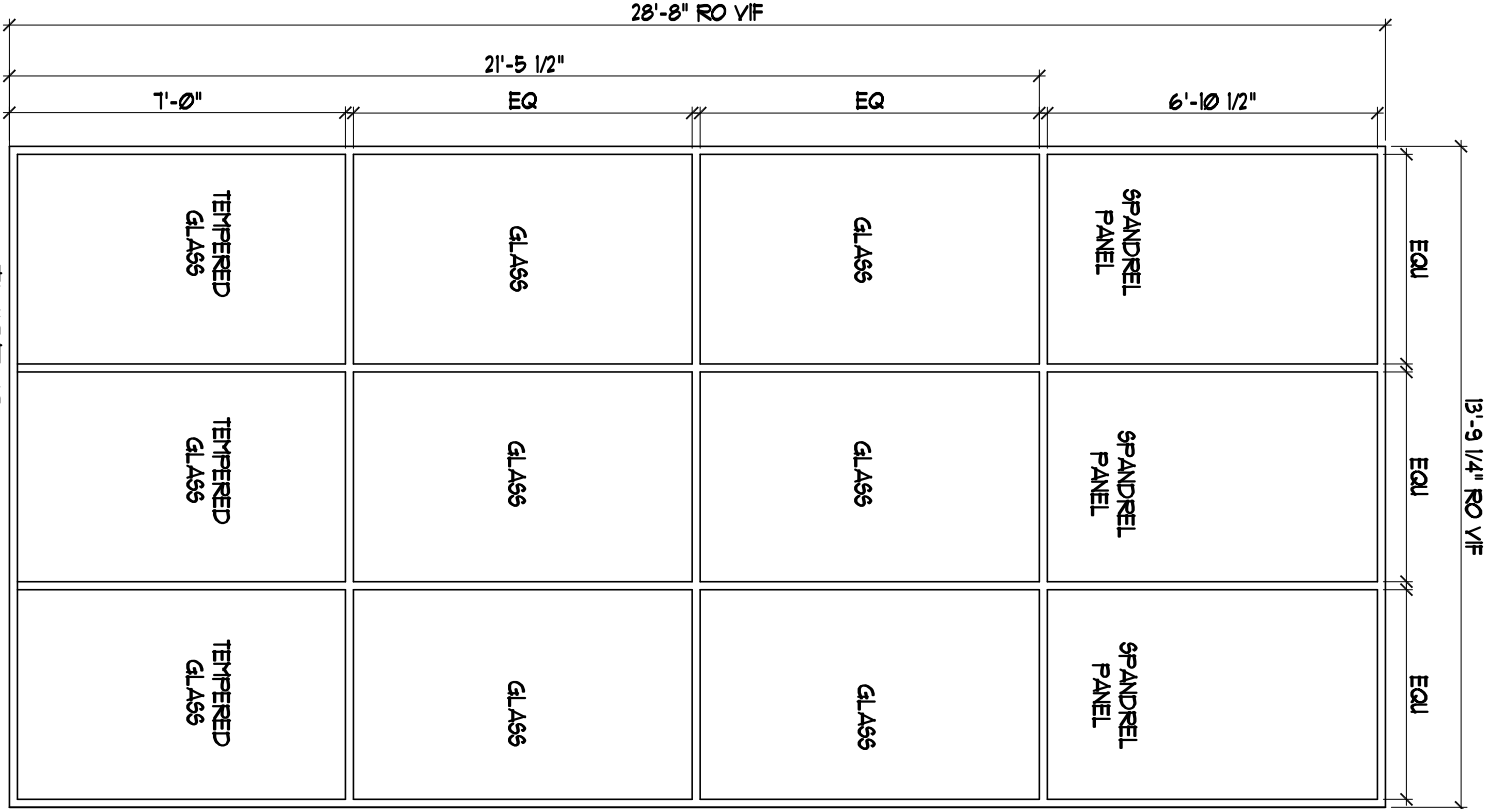 28'-8" RO VIF
21'-5 1/2"
7'-0"
EQ
EQ
6'-10 1/2"
TEMPERED
GLASS
GLASS
GLASS
SPANDREL
PANEL
EQU
TEMPERED
GLASS
GLASS
GLASS
SPANDREL
PANEL
EQU
13'-9 1/4" RO VIF
TEMPERED
GLASS
GLASS
GLASS
SPANDREL
PANEL
EQU